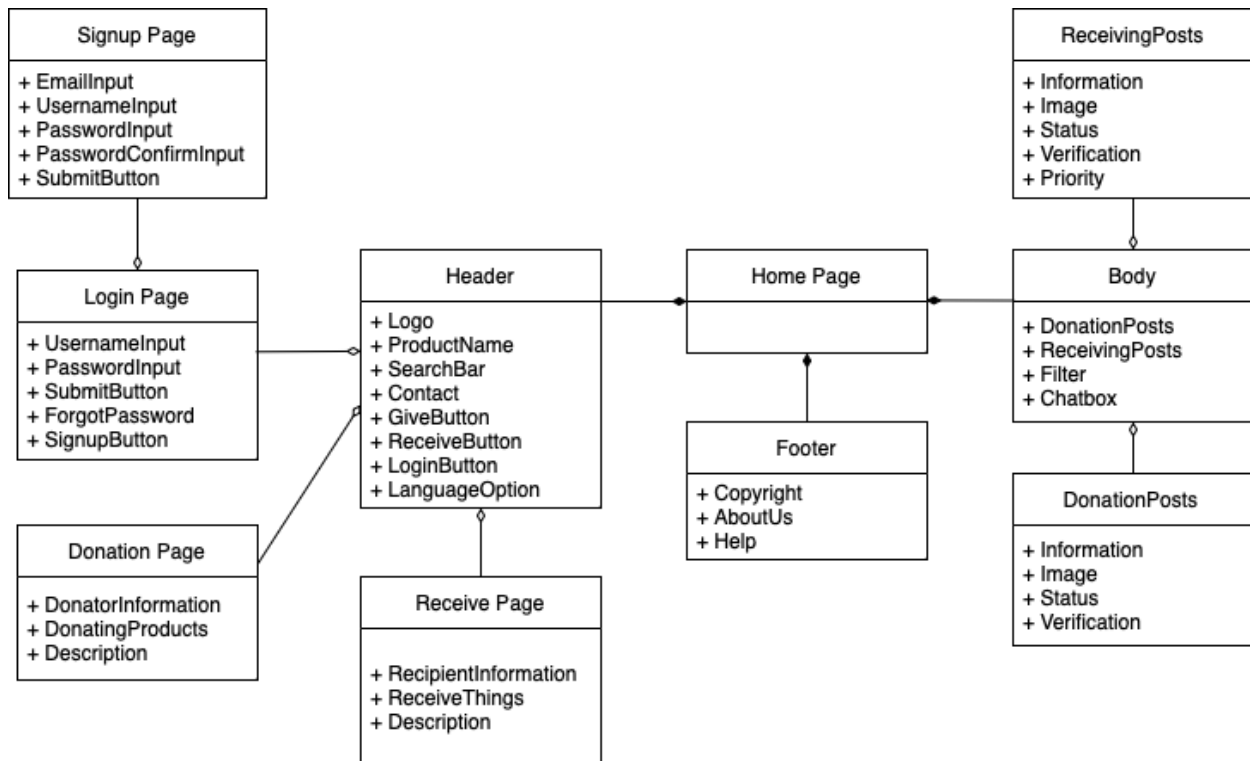 Signup Page
+ EmailInput
+ UsernameInput
+ PasswordInput
+ PasswordConfirmInput
+ SubmitButton
ReceivingPosts
+ Information
+ Image
+ Status
+ Verification
+ Priority
Login Page
+ UsernameInput
+ PasswordInput
+ SubmitButton
+ ForgotPassword
+ SignupButton
Header
+ Logo
+ ProductName
+ SearchBar
+ Contact
+ GiveButton
+ ReceiveButton
+ LoginButton
+ LanguageOption
Home Page
Body
+ DonationPosts
+ ReceivingPosts
+ Filter
+ Chatbox
Footer
+ Copyright
+ AboutUs
+ Help
DonationPosts
+ Information
+ Image
+ Status
+ Verification
Donation Page
+ DonatorInformation
+ DonatingProducts
+ Description
Receive Page
+ RecipientInformation
+ ReceiveThings
+ Description